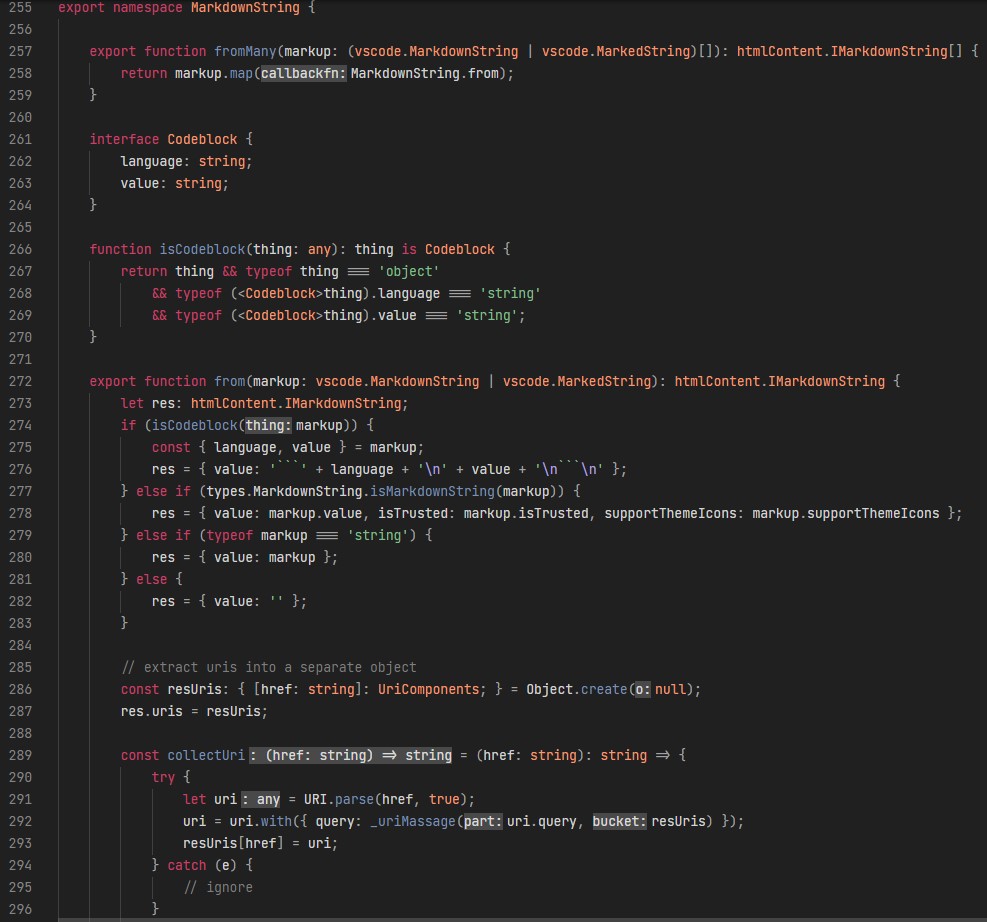 255 export namespace MarkdownString {
256
257     export function fromMany(markup: (vscode.MarkdownString | vscode.MarkedString)[]): htmlContent.IMarkdownString[] {
258         return markup.map(callbackfn: MarkdownString.from);
259     }
260
261     interface Codeblock {
262         language: string;
263         value: string;
264     }
265
266     function isCodeblock(thing: any): thing is Codeblock {
267         return thing && typeof thing === 'object'
268             && typeof (<Codeblock>thing).language === 'string'
269             && typeof (<Codeblock>thing).value === 'string';
270     }
271
272     export function from(markup: vscode.MarkdownString | vscode.MarkedString): htmlContent.IMarkdownString {
273         let res: htmlContent.IMarkdownString;
274         if (isCodeblock(thing: markup)) {
275             const { language, value } = markup;
276             res = { value: '```' + language + '\n' + value + '\n```\n' };
277         } else if (types.MarkdownString.isMarkdownString(markup)) {
278             res = { value: markup.value, isTrusted: markup.isTrusted, supportThemeIcons: markup.supportThemeIcons };
279         } else if (typeof markup === 'string') {
280             res = { value: markup };
281         } else {
282             res = { value: '' };
283         }
284
285         // extract uris into a separate object
286         const resUris: { [href: string]: UriComponents; } = Object.create(o: null);
287         res.uris = resUris;
288
289         const collectUri : (href: string) => string = (href: string): string => {
290             try {
291                 let uri : any = URI.parse(href, true);
292                 uri = uri.with({ query: _uriMassage(part: uri.query, bucket: resUris) });
293                 resUris[href] = uri;
294             } catch (e) {
295                 // ignore
296             }